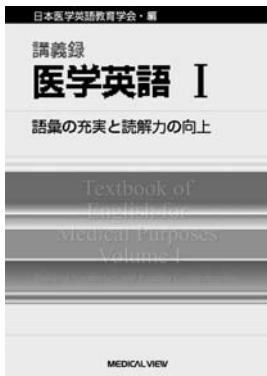 日本医学英語教育学会・編
講義録
医学英語 I
語彙の充実と読解力の向上
Textbook of
English for
Medical Purposes
Volume I
MEDICAL VIEW